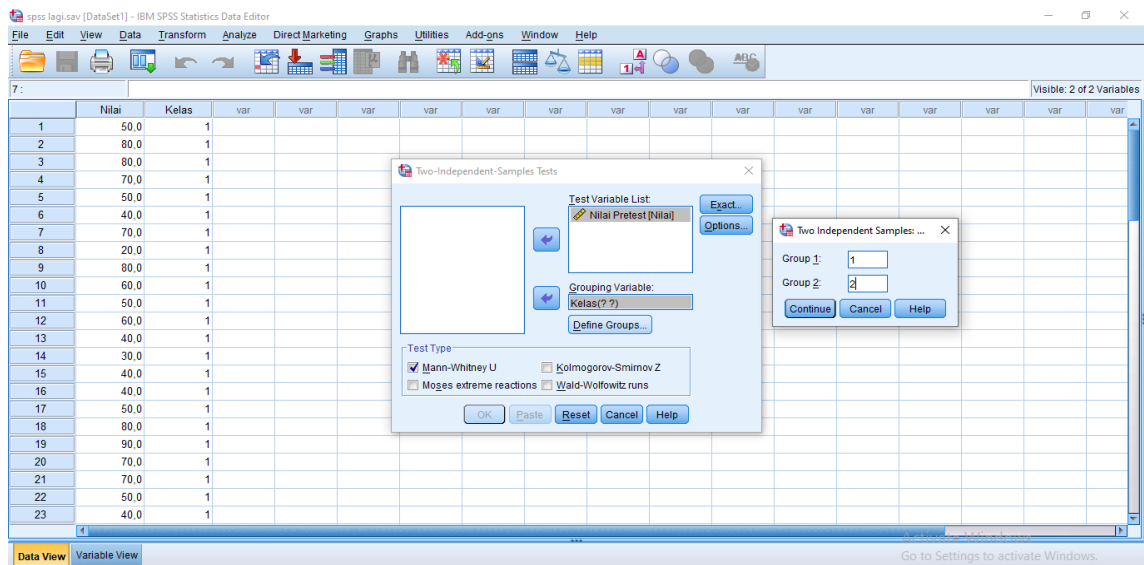 spss lagi.sav [DataSet1] - IBM SPSS Statistics Data Editor
File Edit View Data Transform Analyze Direct Marketing Graphs Utilities Add-ons Window Help
7 :
Visible: 2 of 2 Variables
Nilai Kelas var var var var var var var var var var var var var var var
1 50,0 1
2 80,0 1
3 80,0 1
4 70,0 1
5 50,0 1
6 40,0 1
7 70,0 1
8 20,0 1
9 80,0 1
10 60,0 1
11 50,0 1
12 60,0 1
13 40,0 1
14 30,0 1
15 40,0 1
16 40,0 1
17 50,0 1
18 80,0 1
19 90,0 1
20 70,0 1
21 70,0 1
22 50,0 1
23 40,0 1
Two-Independent-Samples Tests
Test Variable List:
Nilai Pretest [Nilai]
Exact...
Options...
Grouping Variable:
Kelas(? ?)
Define Groups...
Test Type
Mann-Whitney U Kolmogorov-Smirnov Z
Moses extreme reactions Wald-Wolfowitz runs
OK Paste Reset Cancel Help
Two Independent Samples: ...
Group 1: 1
Group 2: 2
Continue Cancel Help
Data View Variable View
Activate Windows
Go to Settings to activate Windows.